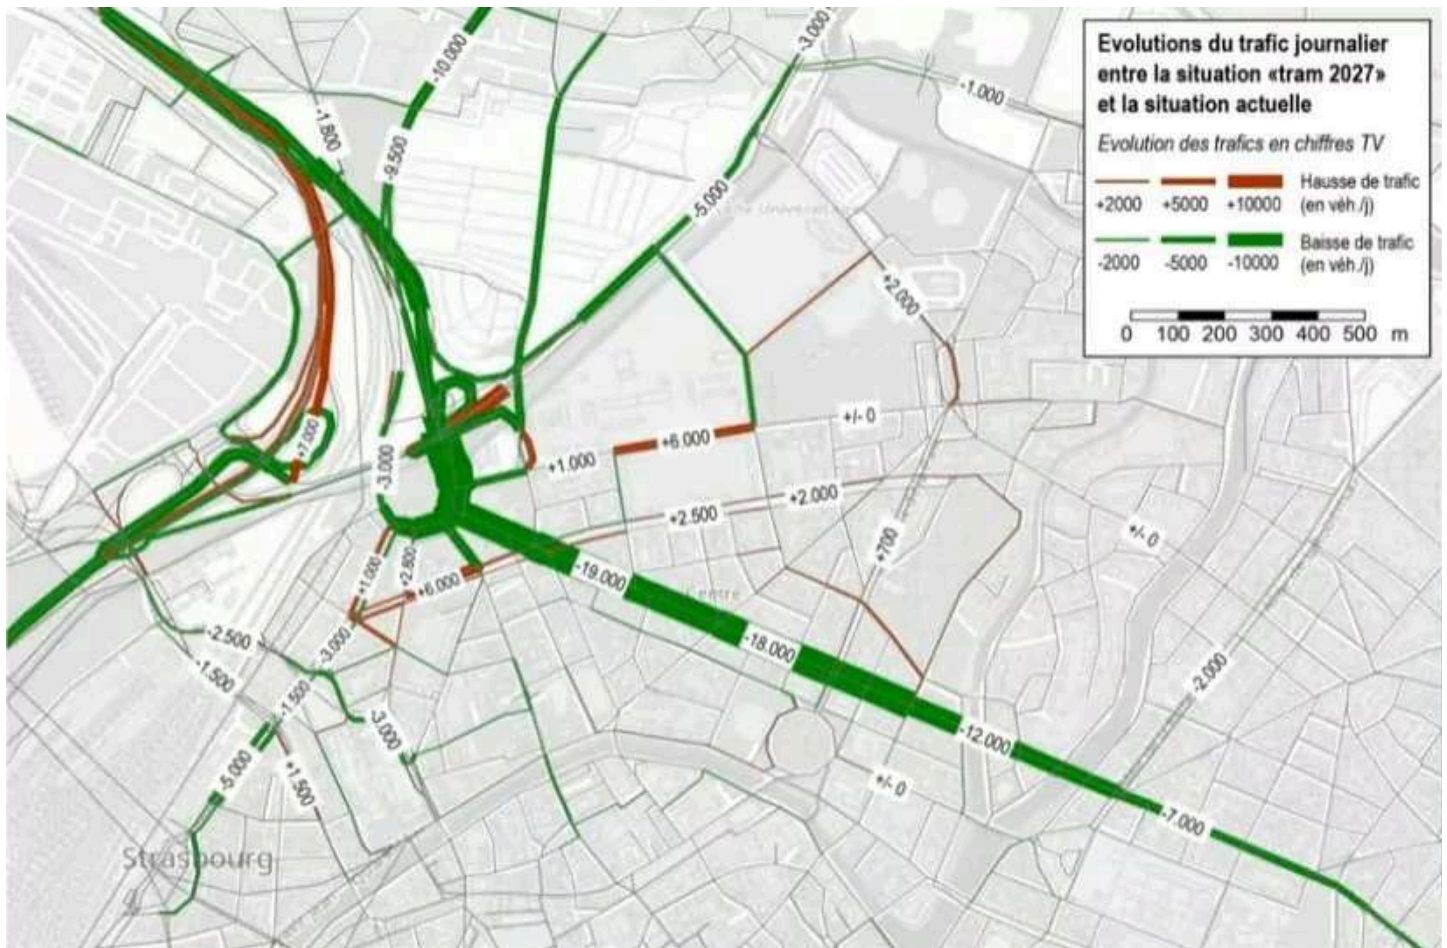 Evolutions du trafic journalier
entre la situation «tram 2027»
et la situation actuelle
Evolution des trafics en chiffres TV
Hausse de trafic
+2000 +5000 +10000 (en véh./j)
Baisse de trafic
-2000 -5000 -10000 (en véh./j)
0 100 200 300 400 500 m
-3.000
-10.000
-1.000
-1.800
-9.500
-5.000
+2.000
+/- 0
+7.000
+6.000
-3.000
+1.000
+2.000
+2.500
+/- 0
+700
+1.000
+2.800
+6.000
-19.000
Centre
-2.500
-3.000
-18.000
-1.500
-2.000
-1.500
-3.000
-12.000
-5.000
+1.500
+/- 0
-7.000
Strasbourg